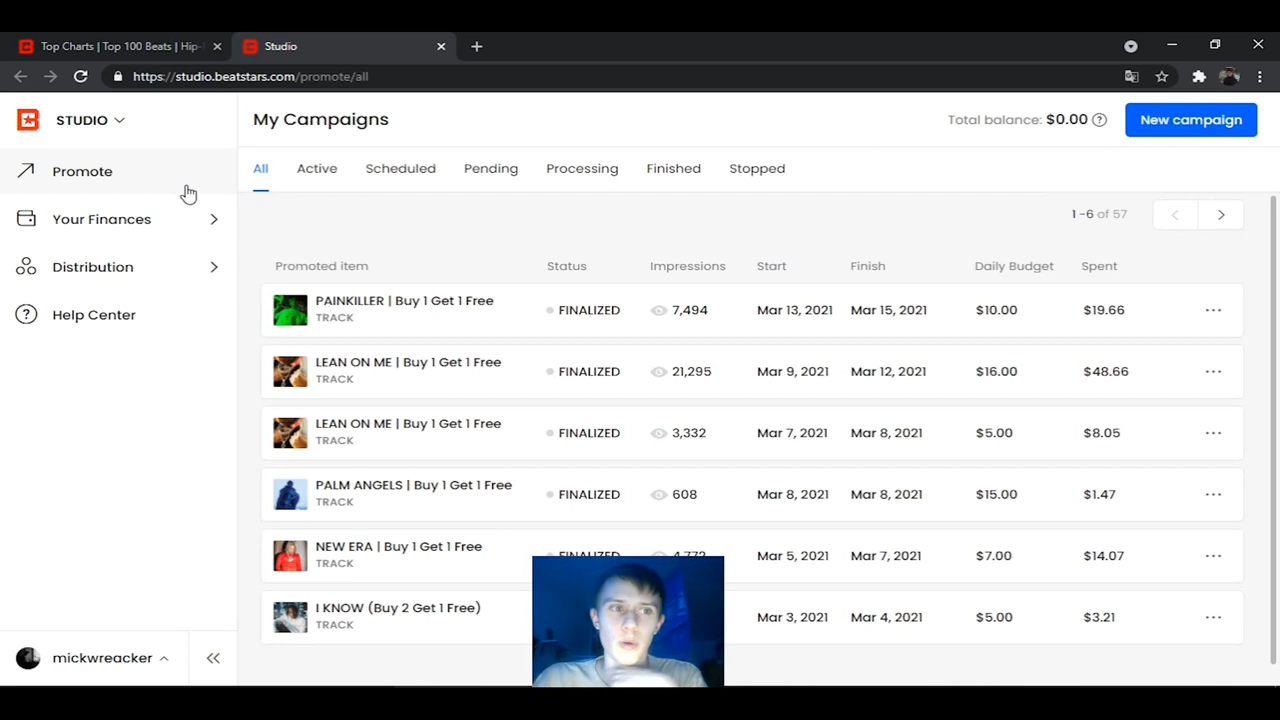 Top Charts | Top 100 Beats | Hip-
Studio
https://studio.beatstars.com/promote/all
STUDIO
My Campaigns
Total balance: $0.00
New campaign
Promote
Your Finances
Distribution
Help Center
All Active Scheduled Pending Processing Finished Stopped
1 -6 of 57
Promoted item Status Impressions Start Finish Daily Budget Spent
PAINKILLER | Buy 1 Get 1 Free
TRACK
FINALIZED 7,494 Mar 13, 2021 Mar 15, 2021 $10.00 $19.66
LEAN ON ME | Buy 1 Get 1 Free
TRACK
FINALIZED 21,295 Mar 9, 2021 Mar 12, 2021 $16.00 $48.66
LEAN ON ME | Buy 1 Get 1 Free
TRACK
FINALIZED 3,332 Mar 7, 2021 Mar 8, 2021 $5.00 $8.05
PALM ANGELS | Buy 1 Get 1 Free
TRACK
FINALIZED 608 Mar 8, 2021 Mar 8, 2021 $15.00 $1.47
NEW ERA | Buy 1 Get 1 Free
TRACK
FINALIZED 4,772 Mar 5, 2021 Mar 7, 2021 $7.00 $14.07
I KNOW (Buy 2 Get 1 Free)
TRACK
Mar 3, 2021 Mar 4, 2021 $5.00 $3.21
mickwreacker